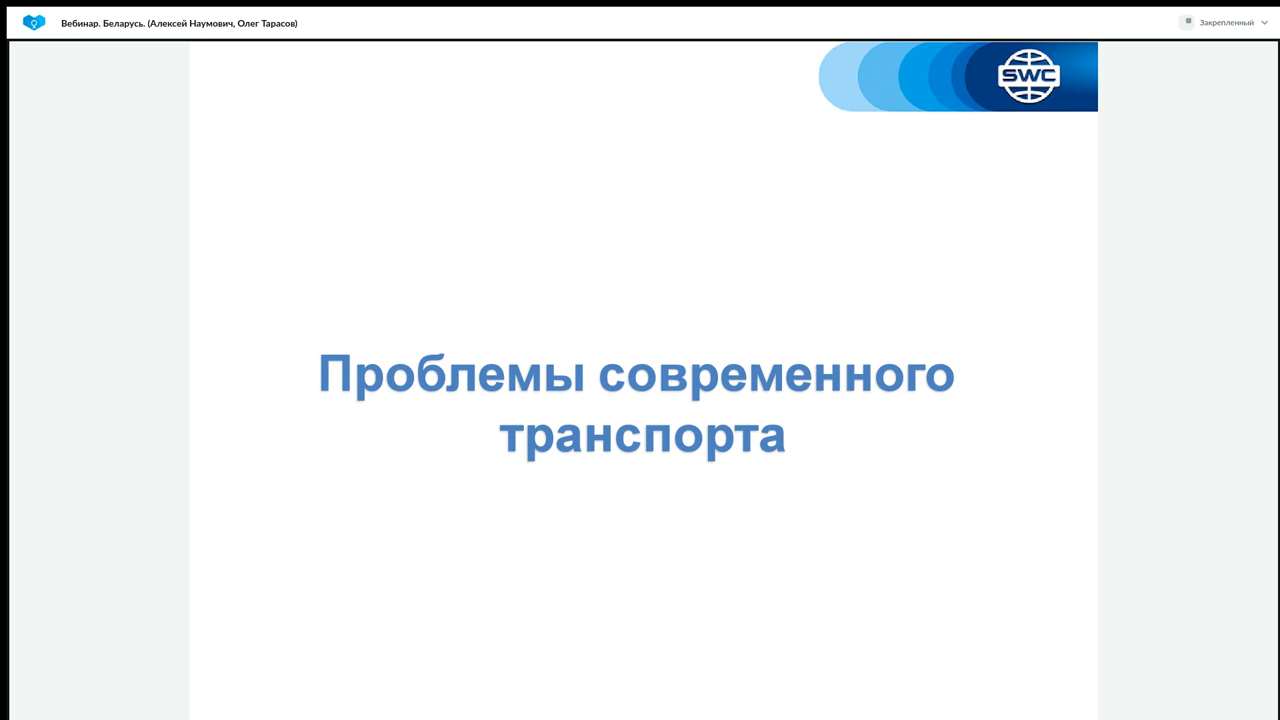 Вебинар. Беларусь. (Алексей Наумович, Олег Тарасов)
Закрепленный
SWC
Проблемы современного
транспорта